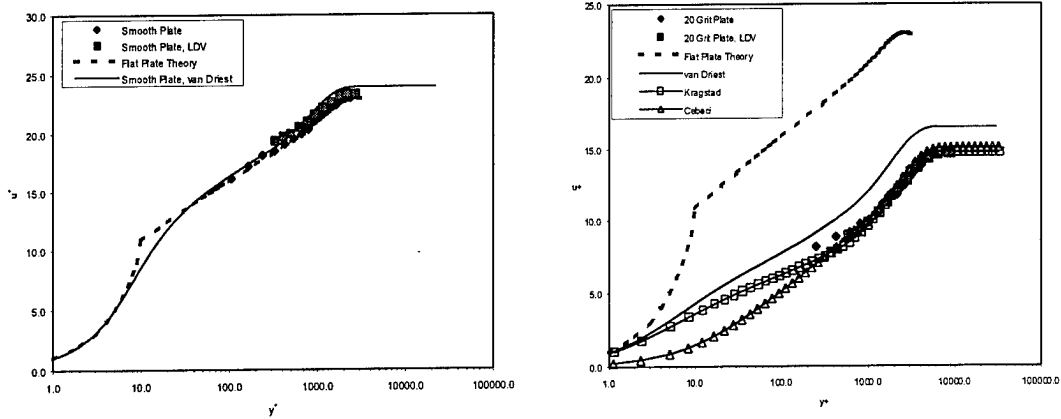 30.0
25.0
20.0
15.0
10.0
5.0
0.0
u+
Smooth Plate
Smooth Plate, LDV
Flat Plate Theory
Smooth Plate, van Driest
1.0 10.0 100.0 1000.0 10000.0 100000.0
y+
25.0
20.0
15.0
10.0
5.0
0.0
u+
20 Grit Plate
20 Grit Plate, LDV
Flat Plate Theory
van Driest
Kragstad
Cebeci
1.0 10.0 100.0 1000.0 10000.0 100000.0
y+